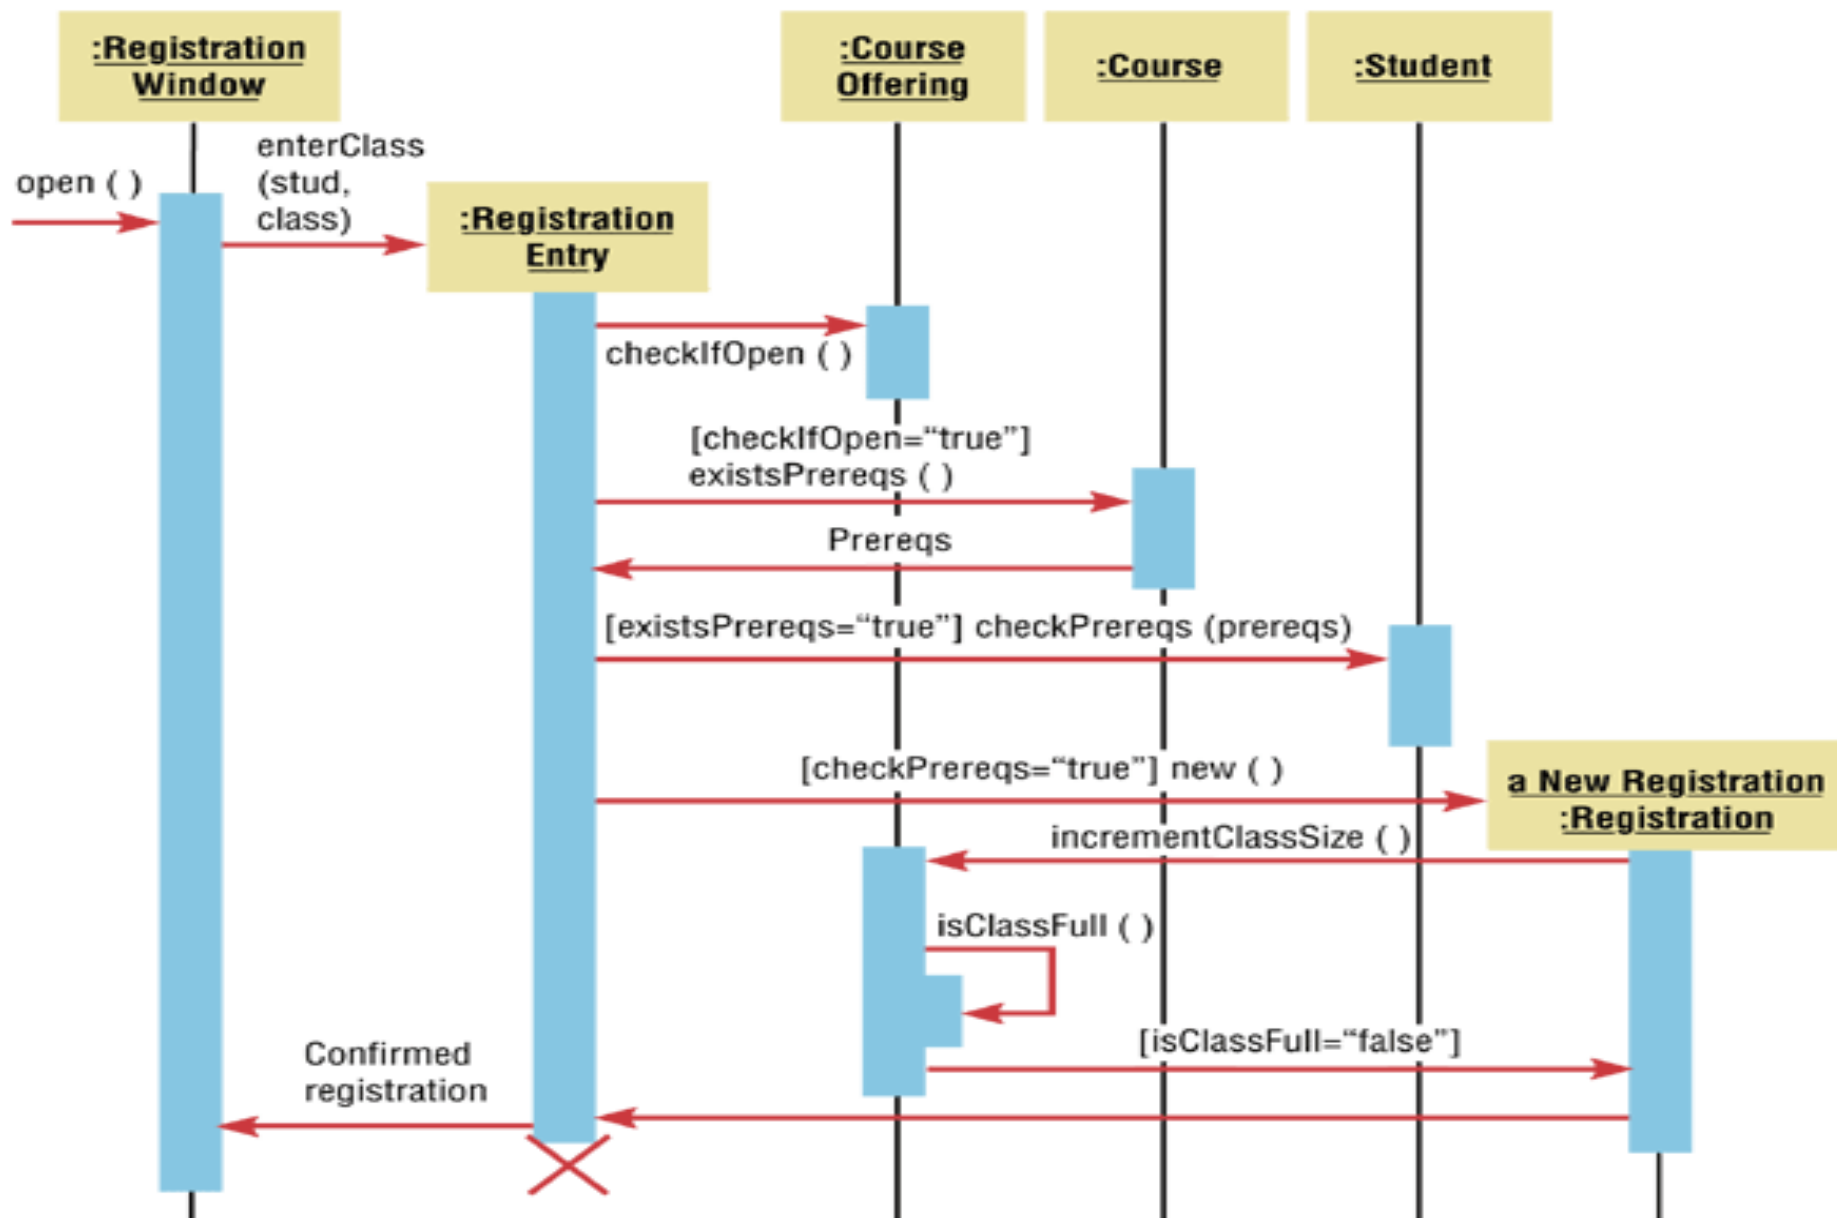 :Registration
Window
:Course
Offering
:Course
:Student
open ( )
enterClass
(stud,
class)
:Registration
Entry
checkIfOpen ( )
[checkIfOpen=“true”]
existsPrereqs ( )
Prereqs
[existsPrereqs=“true”] checkPrereqs (prereqs)
[checkPrereqs=“true”] new ( )
a New Registration
:Registration
incrementClassSize ( )
isClassFull ( )
[isClassFull=“false”]
Confirmed
registration